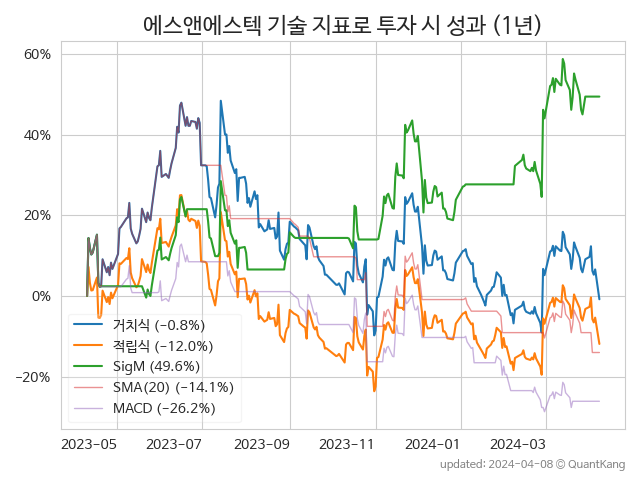 에스앤에스텍 기술 지표로 투자 시 성과 (1년)
60%
40%
20%
0%
−20%
거치식 (−0.8%)
적립식 (−12.0%)
SigM (49.6%)
SMA(20) (−14.1%)
MACD (−26.2%)
2023-05 2023-07 2023-09 2023-11 2024-01 2024-03
updated: 2024-04-08 © QuantKang